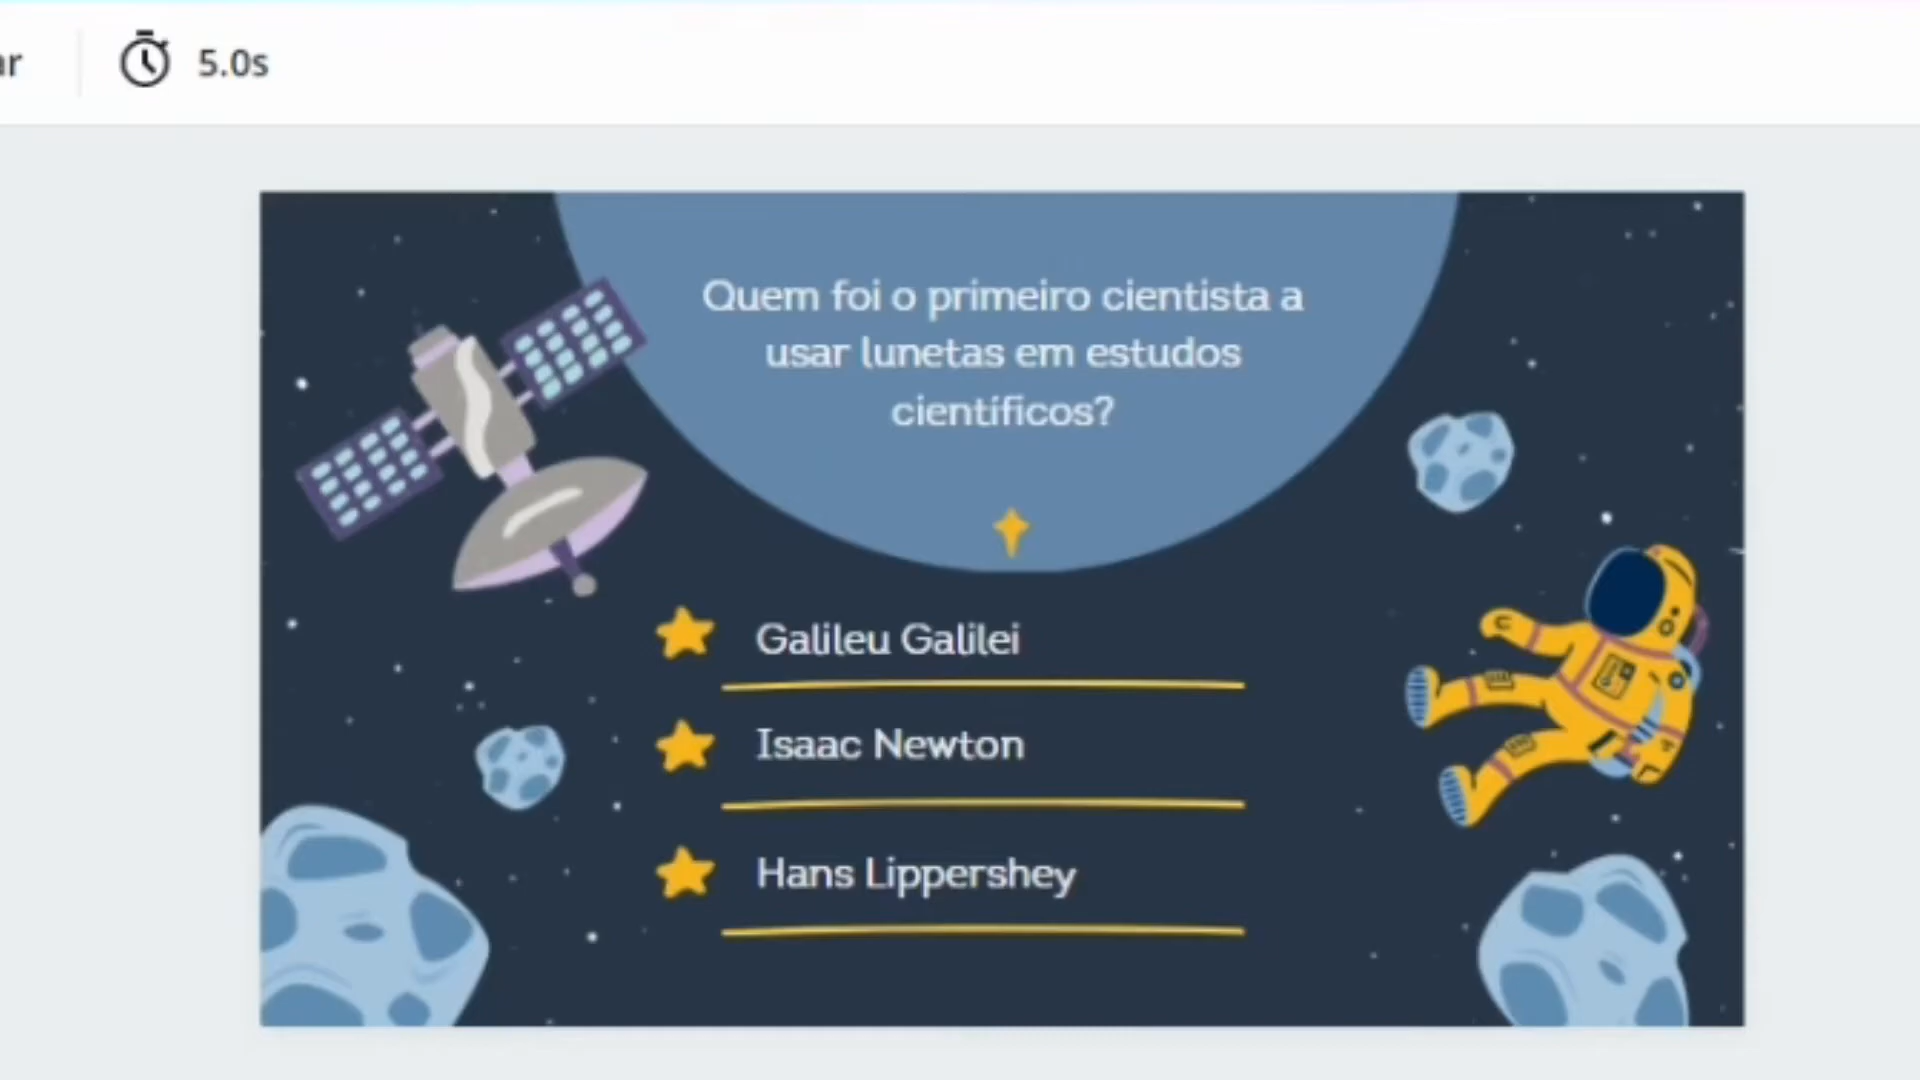 5.0s
Quem foi o primeiro cientista a
usar lunetas em estudos
científicos?
Galileu Galilei
Isaac Newton
Hans Lippershey